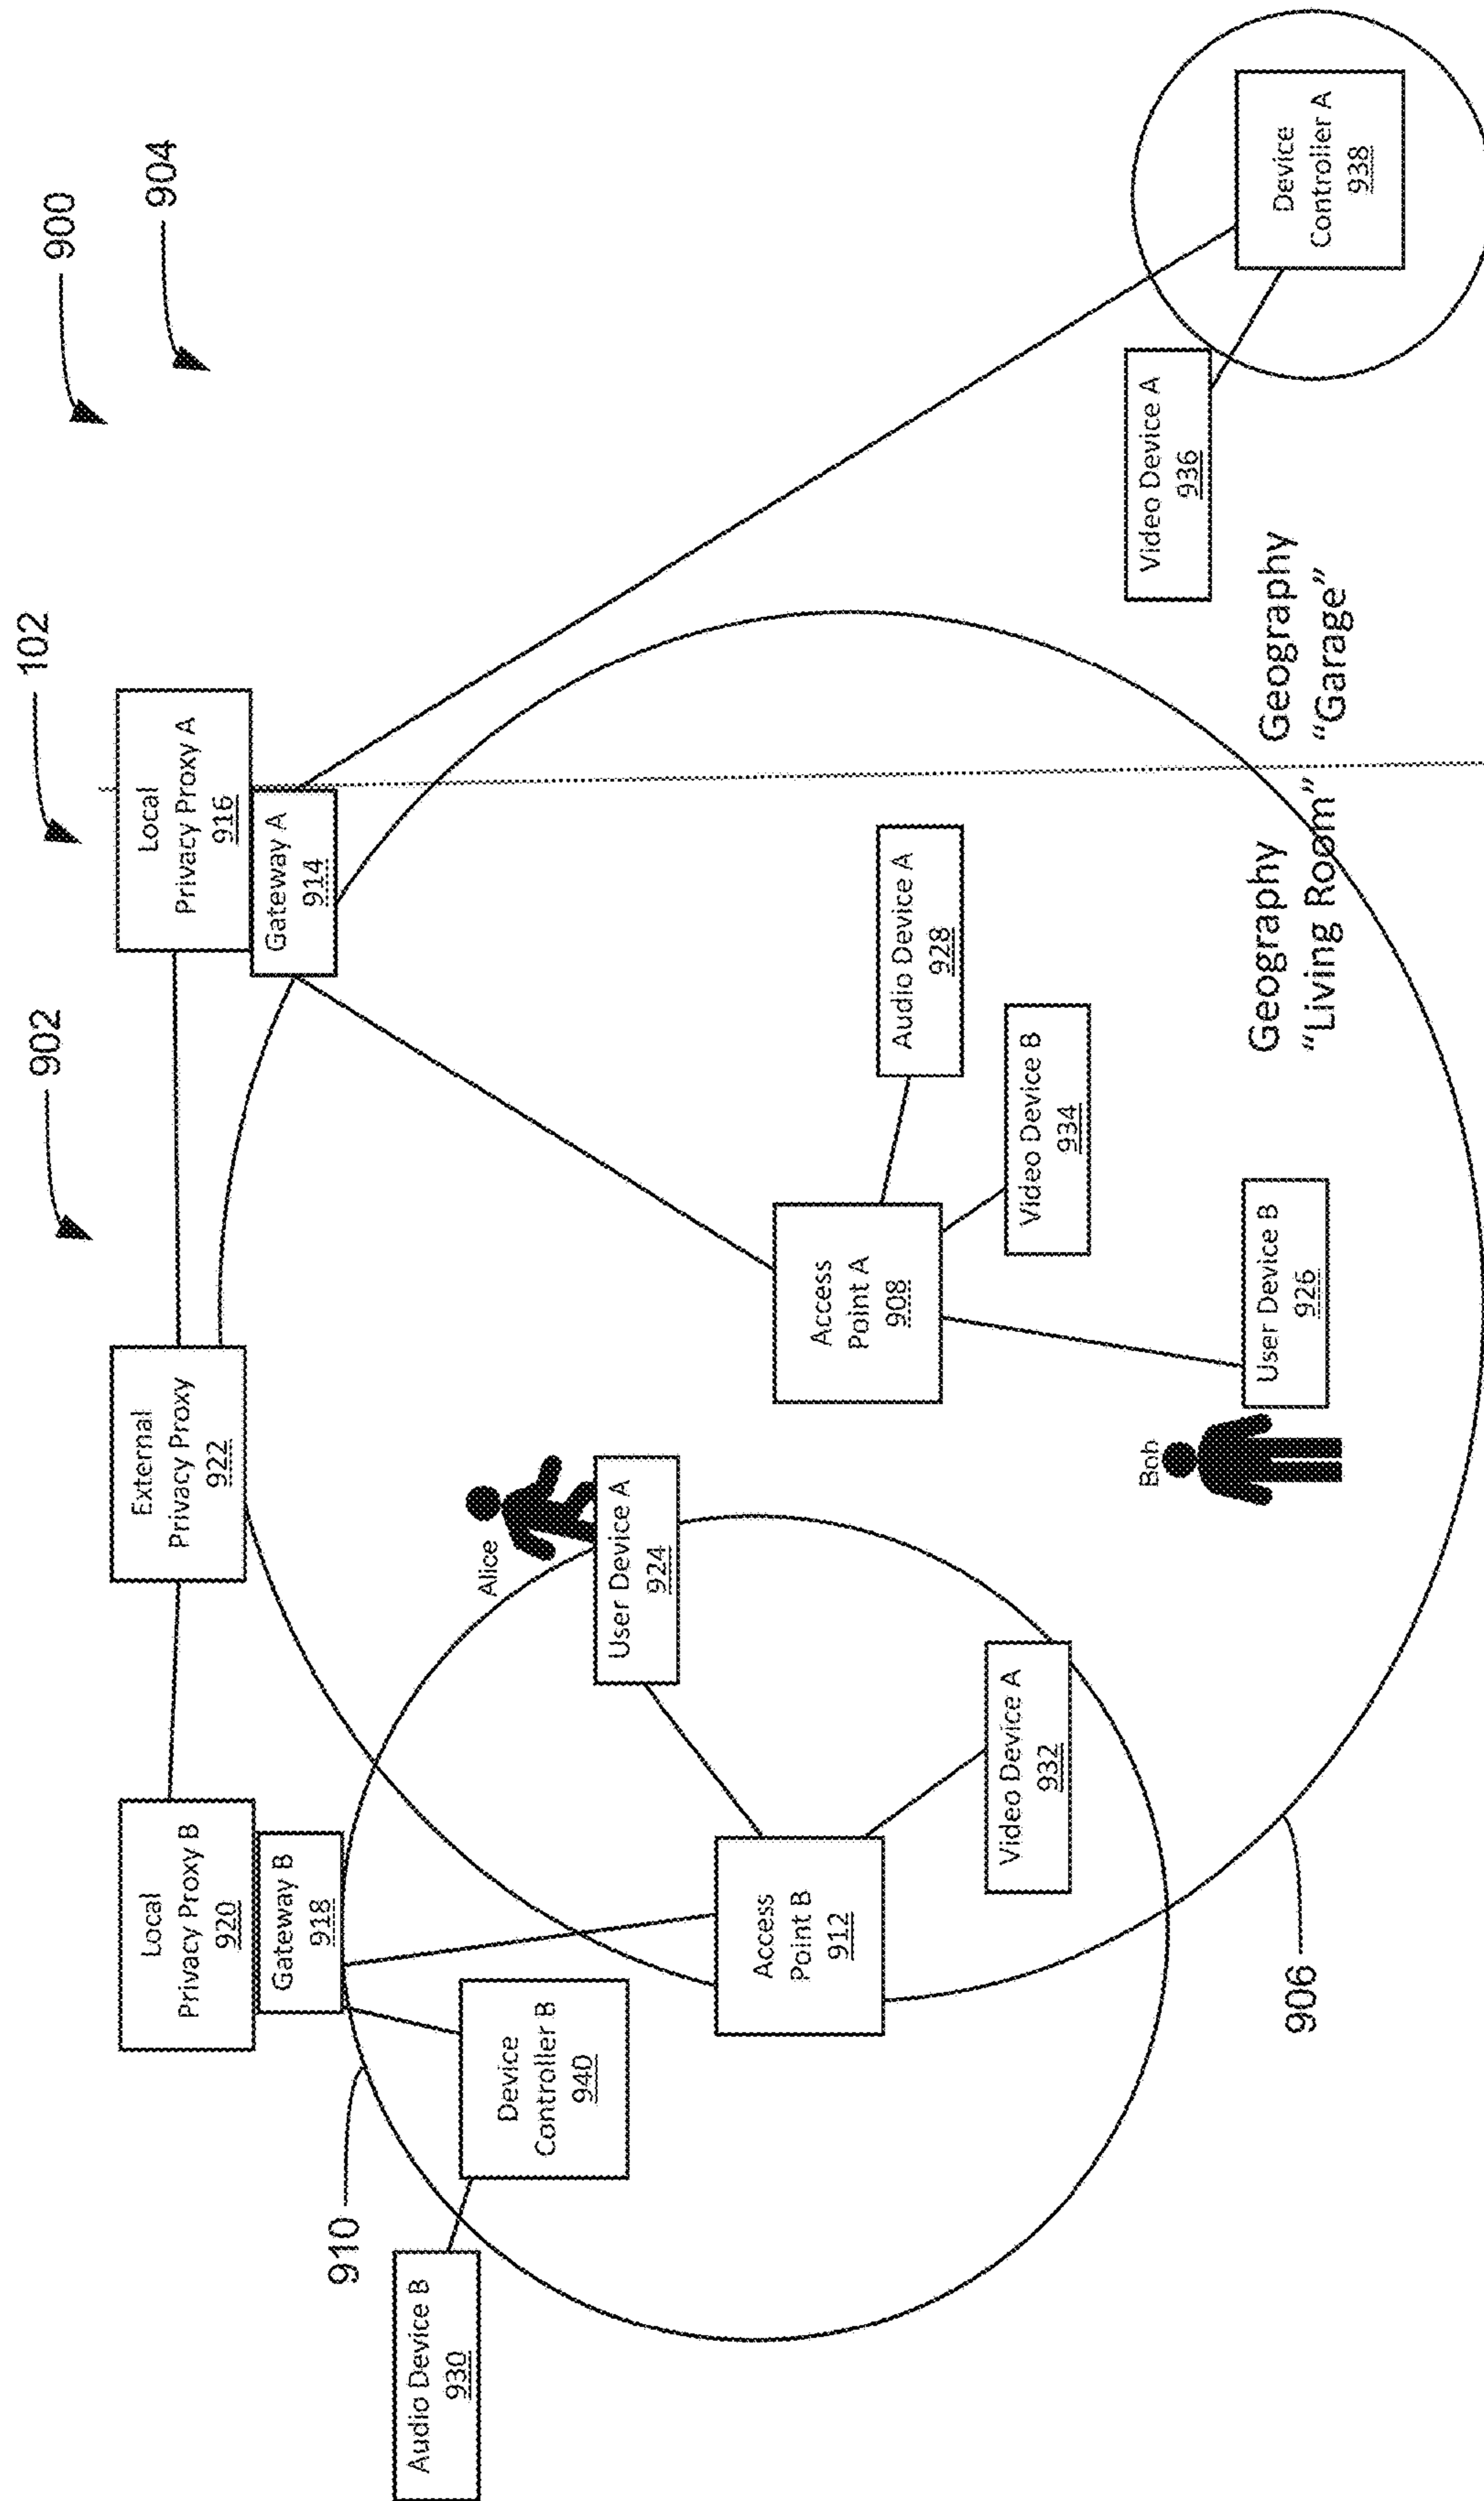 900
904
102
902
Local
Privacy Proxy B
920
Gateway B
918
External
Privacy Proxy
922
Local
Privacy Proxy A
916
Gateway A
914
910
Audio Device B
930
Device
Controller B
940
Alice
User Device A
924
Access
Point B
912
Video Device A
932
Access
Point A
908
Audio Device A
928
Video Device B
934
Bob
User Device B
926
906
Geography
“Living Room”
Geography
“Garage”
Video Device A
936
Device
Controller A
938